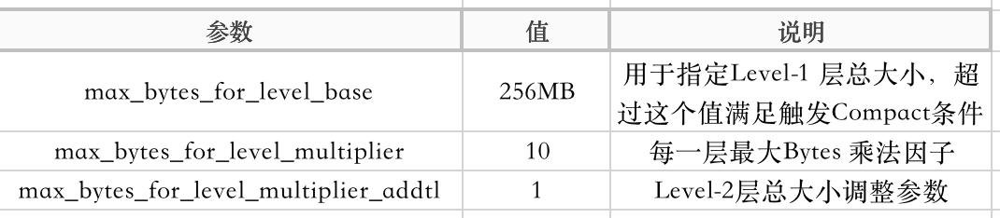 参数 值 说明
max_bytes_for_level_base 256MB 用于指定Level-1 层总大小，超
过这个值满足触发Compact条件
max_bytes_for_level_multiplier 10 每一层最大Bytes 乘法因子
max_bytes_for_level_multiplier_addtl 1 Level-2层总大小调整参数